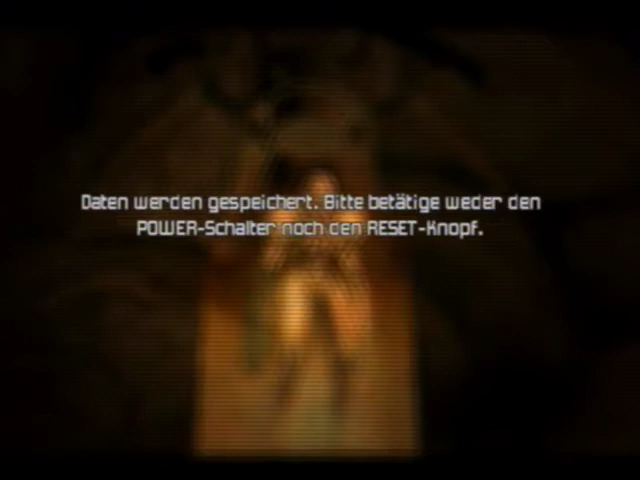 Daten werden gespeichert. Bitte betätige weder den
POWER-Schalter noch den RESET-Knopf.